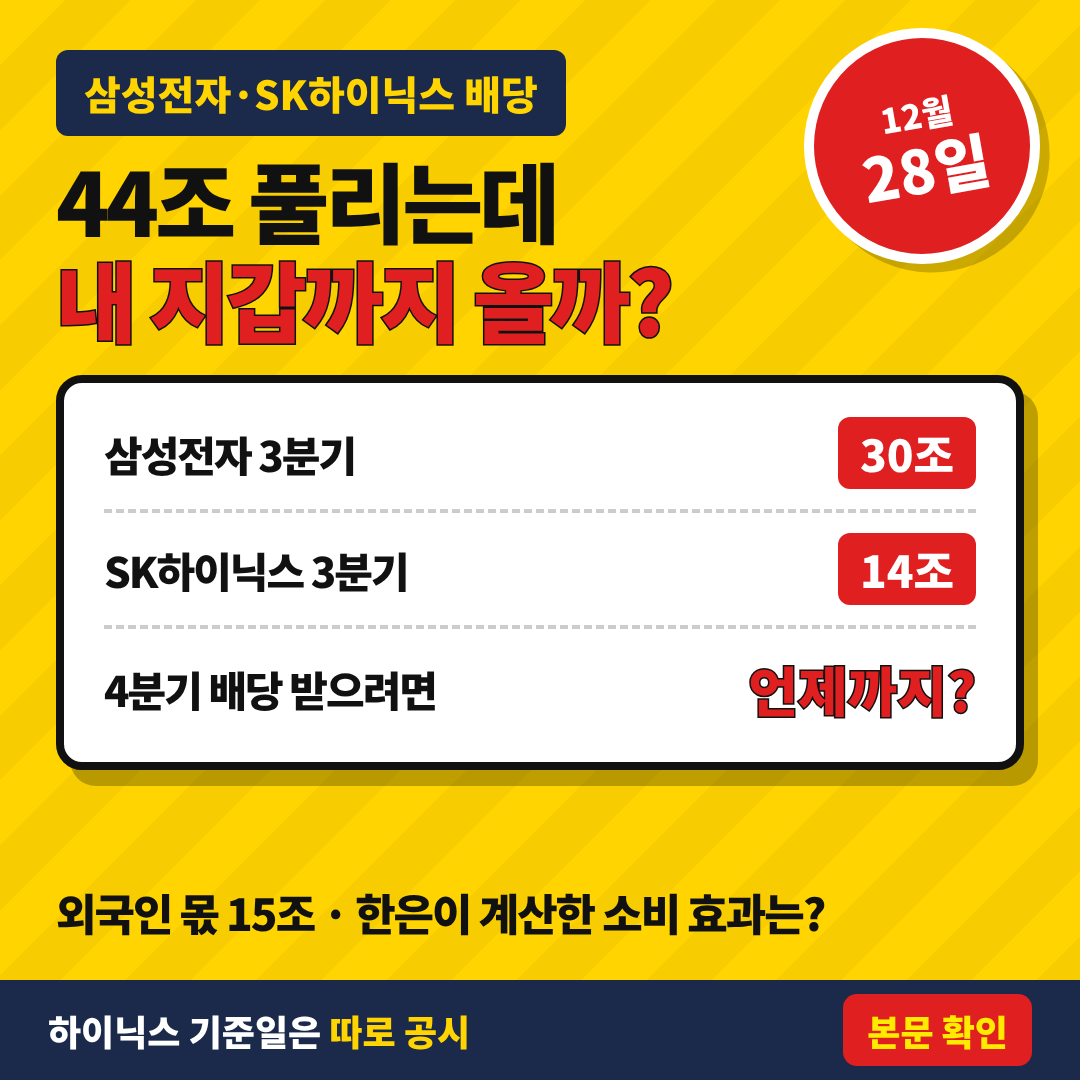 삼성전자·SK하이닉스 배당
12월
28일
44조 풀리는데
내 지갑까지 올까?
삼성전자 3분기
30조
SK하이닉스 3분기
14조
4분기 배당 받으려면
언제까지?
외국인 몫 15조 · 한은이 계산한 소비 효과는?
하이닉스 기준일은 따로 공시
본문 확인